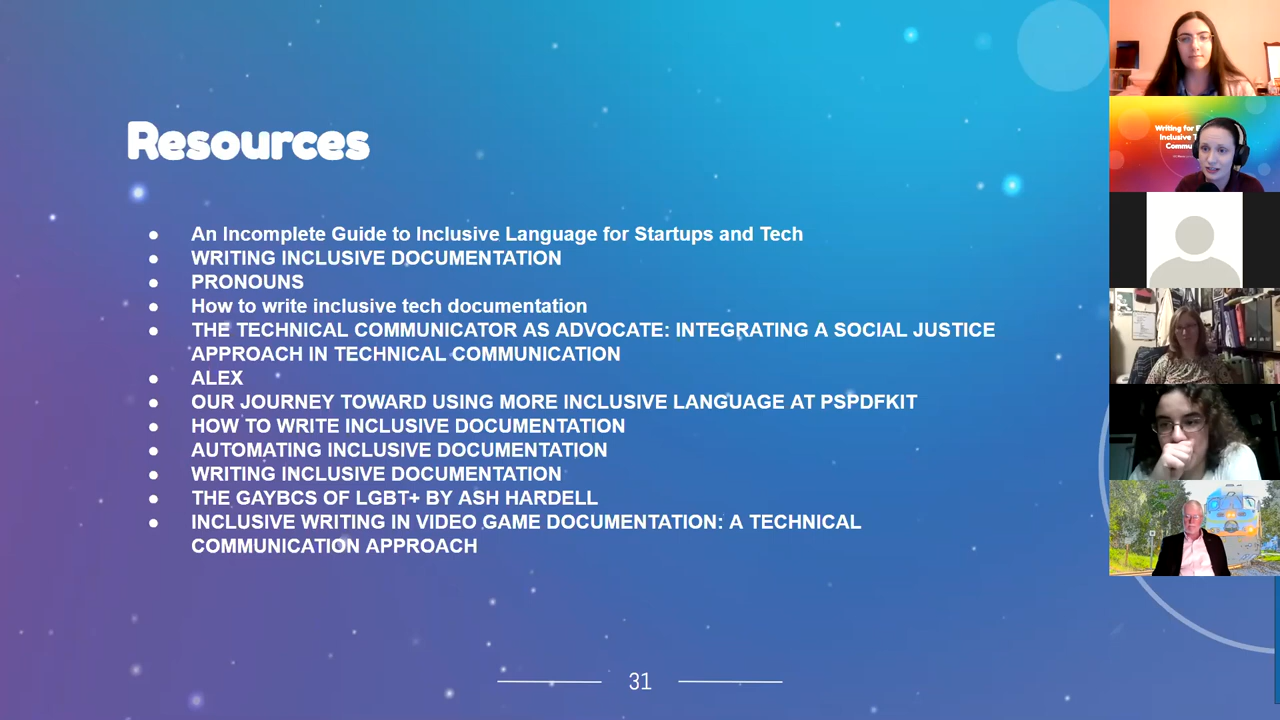 Resources
● An Incomplete Guide to Inclusive Language for Startups and Tech
● WRITING INCLUSIVE DOCUMENTATION
● PRONOUNS
● How to write inclusive tech documentation
● THE TECHNICAL COMMUNICATOR AS ADVOCATE: INTEGRATING A SOCIAL JUSTICE
APPROACH IN TECHNICAL COMMUNICATION
● ALEX
● OUR JOURNEY TOWARD USING MORE INCLUSIVE LANGUAGE AT PSPDFKIT
● HOW TO WRITE INCLUSIVE DOCUMENTATION
● AUTOMATING INCLUSIVE DOCUMENTATION
● WRITING INCLUSIVE DOCUMENTATION
● THE GAYBCS OF LGBT+ BY ASH HARDELL
● INCLUSIVE WRITING IN VIDEO GAME DOCUMENTATION: A TECHNICAL
COMMUNICATION APPROACH
31
Writing for
Inclusive